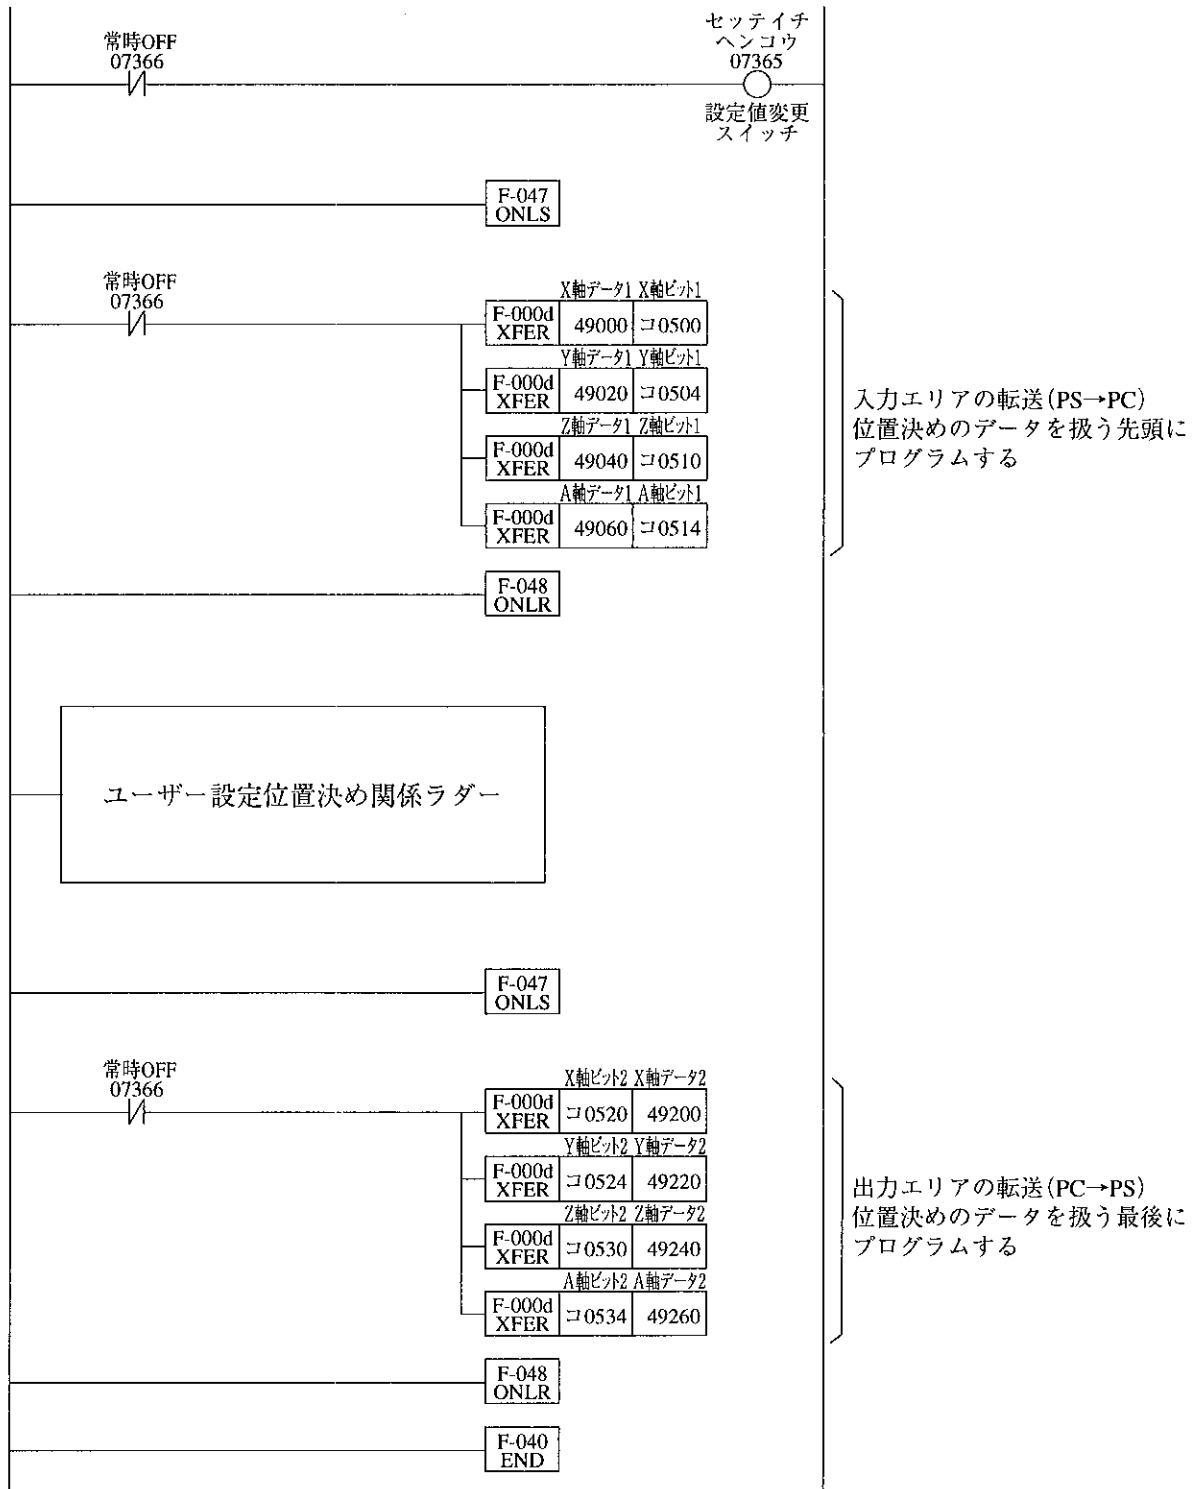 セッテイチ
ヘンコウ
07365
常時OFF
07366
設定値変更
スイッチ
F-047
ONLS
常時OFF
07366
X軸データ1 X軸ビット1
F-000d
XFER 49000 コ0500
Y軸データ1 Y軸ビット1
F-000d
XFER 49020 コ0504
Z軸データ1 Z軸ビット1
F-000d
XFER 49040 コ0510
A軸データ1 A軸ビット1
F-000d
XFER 49060 コ0514
入力エリアの転送(PS→PC)
位置決めのデータを扱う先頭に
プログラムする
F-048
ONLR
ユーザー設定位置決め関係ラダー
F-047
ONLS
常時OFF
07366
X軸ビット2 X軸データ2
F-000d
XFER コ0520 49200
Y軸ビット2 Y軸データ2
F-000d
XFER コ0524 49220
Z軸ビット2 Z軸データ2
F-000d
XFER コ0530 49240
A軸ビット2 A軸データ2
F-000d
XFER コ0534 49260
出力エリアの転送(PC→PS)
位置決めのデータを扱う最後に
プログラムする
F-048
ONLR
F-040
END